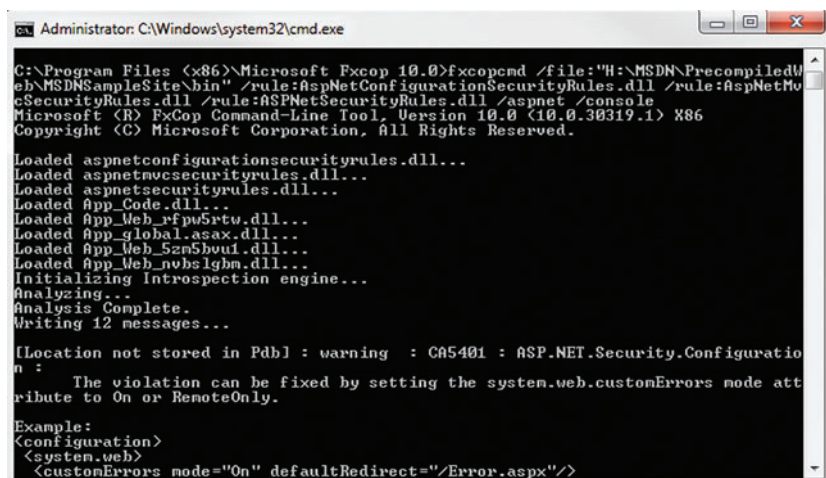 Administrator: C:\Windows\system32\cmd.exe
C:\Program Files (x86)\Microsoft Fxcop 10.0>fxcopcmd /file:"H:\MSDN\PrecompiledW
eb\MSDNSampleSite\bin" /rule:AspNetConfigurationSecurityRules.dll /rule:AspNetMv
cSecurityRules.dll /rule:ASPNetSecurityRules.dll /aspnet /console
Microsoft (R) FxCop Command-Line Tool, Version 10.0 (10.0.30319.1) X86
Copyright (C) Microsoft Corporation, All Rights Reserved.
Loaded aspnetconfigurationsecurityrules.dll...
Loaded aspnetmvcsecurityrules.dll...
Loaded aspnetsecurityrules.dll...
Loaded App_Code.dll...
Loaded App_Web_rfpw5rtw.dll...
Loaded App_global.asax.dll...
Loaded App_Web_5zm5bvu1.dll...
Loaded App_Web_nvbslgbm.dll...
Initializing Introspection engine...
Analyzing...
Analysis Complete.
Writing 12 messages...
[Location not stored in Pdb] : warning  : CA5401 : ASP.NET.Security.Configuratio
n :
The violation can be fixed by setting the system.web.customErrors mode att
ribute to On or RemoteOnly.
Example:
<configuration>
<system.web>
<customErrors mode="On" defaultRedirect="/Error.aspx"/>